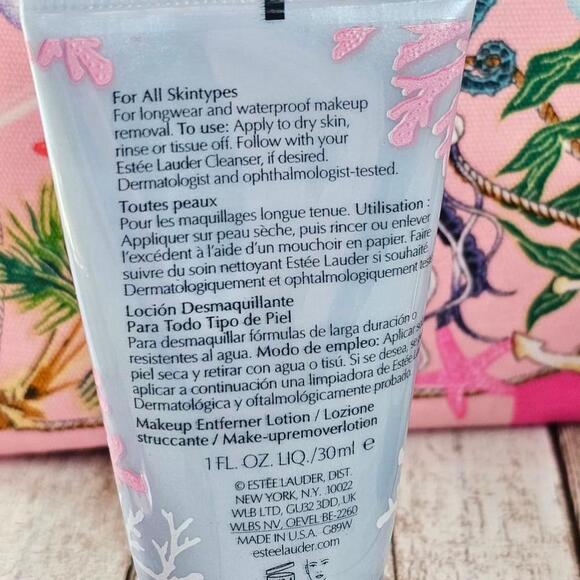 For All Skintypes
For longwear and waterproof makeup
removal. To use: Apply to dry skin,
rinse or tissue off. Follow with your
Estée Lauder Cleanser, if desired.
Dermatologist and ophthalmologist-tested.
Toutes peaux
Pour les maquillages longue tenue. Utilisation :
Appliquer sur peau sèche, puis rincer ou enlever
l'excédent à l'aide d'un mouchoir en papier. Faire
suivre du soin nettoyant Estée Lauder si souhaité.
Dermatologiquement et ophtalmologiquement
Loción Desmaquillante
Para Todo Tipo de Piel
Para desmaquillar fórmulas de larga duración o
resistentes al agua. Modo de empleo: Aplicar
piel seca y retirar con agua o tisú. Si se desea,
aplicar a continuación una limpiadora de Estée
Dermatológica y oftalmológicamente probado.
Makeup Entferner Lotion / Lozione
struccante / Make-upremoverlotion
1 FL. OZ. LIQ./30ml e
© ESTÉE LAUDER, DIST.
NEW YORK, N.Y. 10022
WLB LTD, GU32 3DD, UK
WLBS NV, OEVEL BE-2260
MADE IN U.S.A. G89W
esteelauder.com